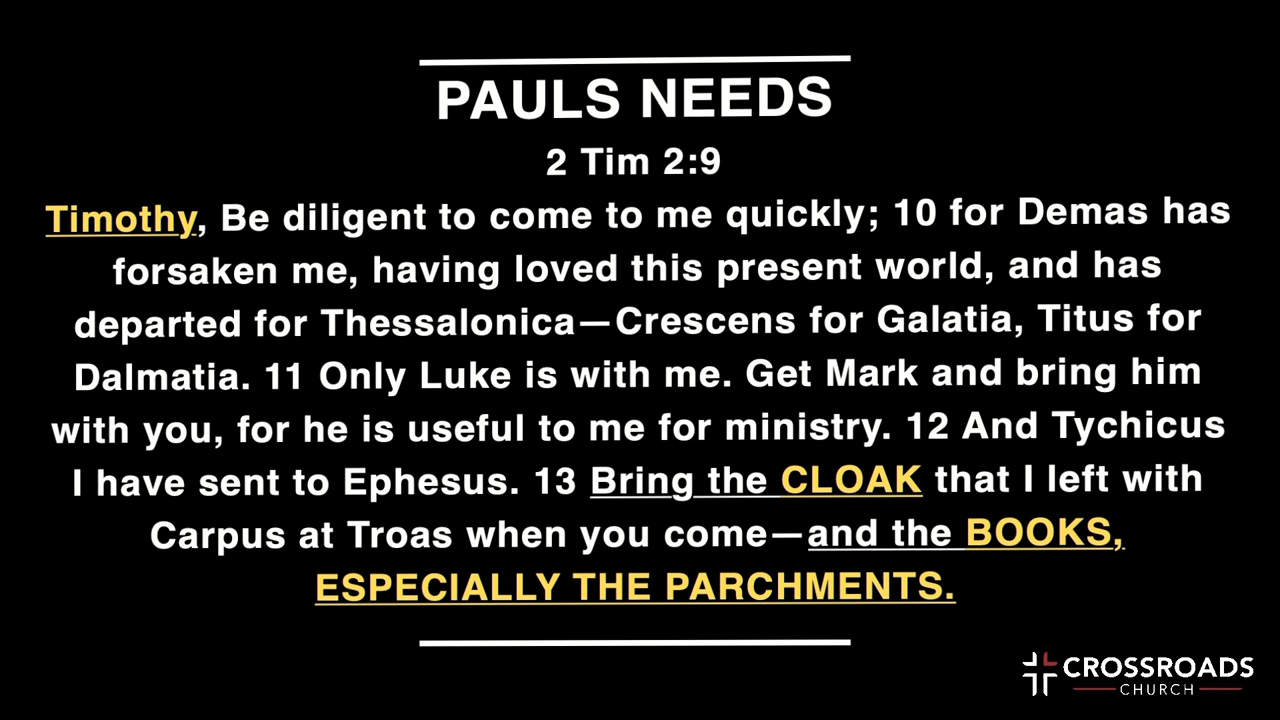 PAULS NEEDS
2 Tim 2:9
Timothy, Be diligent to come to me quickly; 10 for Demas has
forsaken me, having loved this present world, and has
departed for Thessalonica—Crescens for Galatia, Titus for
Dalmatia. 11 Only Luke is with me. Get Mark and bring him
with you, for he is useful to me for ministry. 12 And Tychicus
I have sent to Ephesus. 13 Bring the CLOAK that I left with
Carpus at Troas when you come—and the BOOKS,
ESPECIALLY THE PARCHMENTS.
CROSSROADS
CHURCH